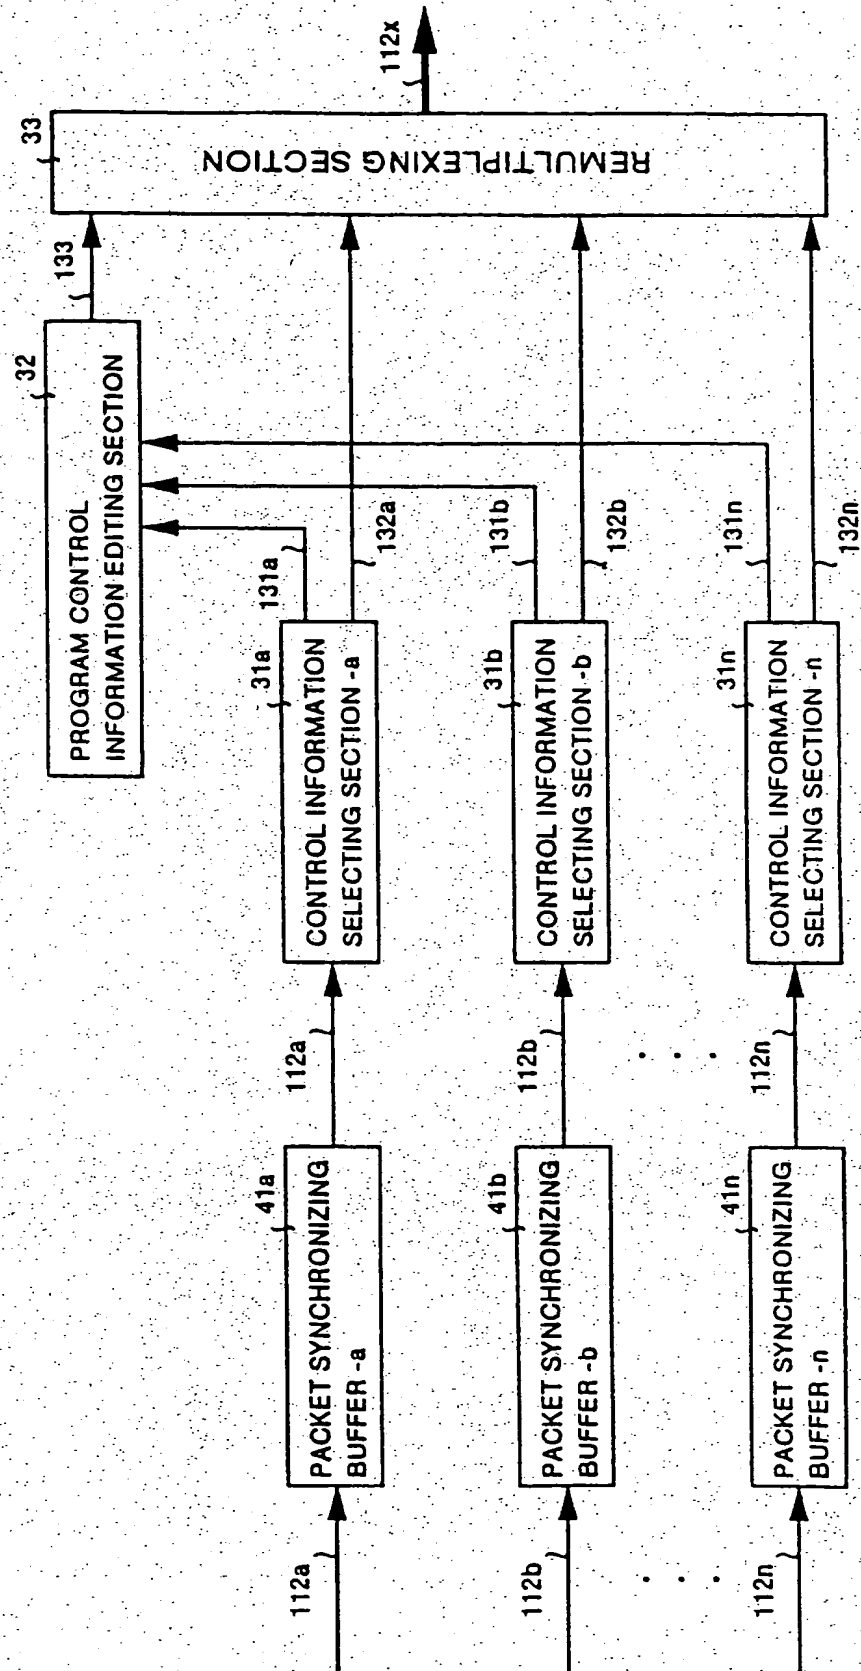 112a
41a
PACKET SYNCHRONIZING
BUFFER -a
112a
31a
CONTROL INFORMATION
SELECTING SECTION -a
131a
132a
112b
41b
PACKET SYNCHRONIZING
BUFFER -b
112b
31b
CONTROL INFORMATION
SELECTING SECTION -b
131b
132b
. . .
. . .
112n
41n
PACKET SYNCHRONIZING
BUFFER -n
112n
31n
CONTROL INFORMATION
SELECTING SECTION -n
131n
132n
32
PROGRAM CONTROL
INFORMATION EDITING SECTION
133
33
REMULTIPLEXING SECTION
112x